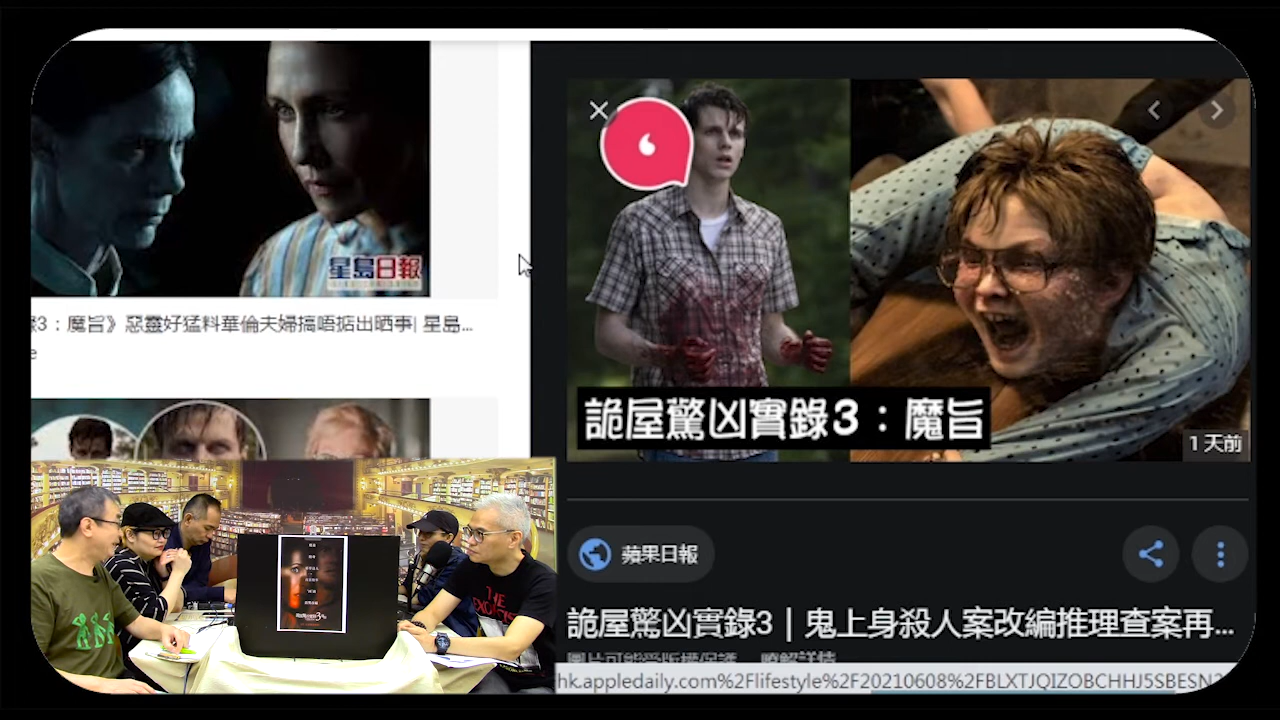 星島日報
3：魔旨》惡靈好猛料華倫夫婦搞唔掂出晒事| 星島...
e
詭屋驚凶實錄3：魔旨
1 天前
蘋果日報
詭屋驚凶實錄3｜鬼上身殺人案改編推理查案再...
hk.appledaily.com%2Flifestyle%2F20210608%2FBLXTJQIZOBCHHJ5SBESN
THE